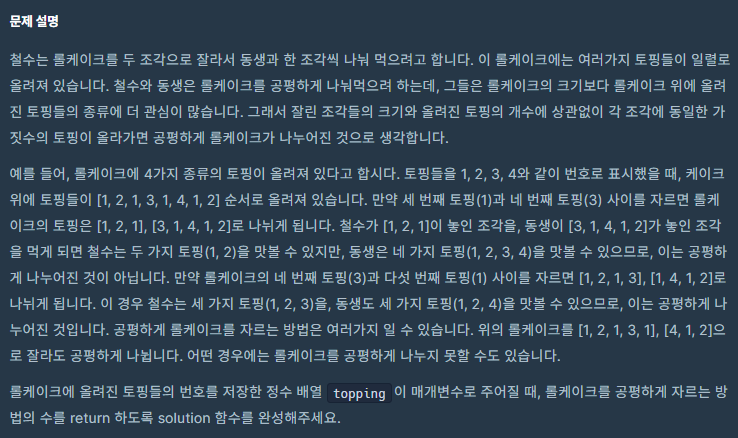 문제 설명
철수는 롤케이크를 두 조각으로 잘라서 동생과 한 조각씩 나눠 먹으려고 합니다. 이 롤케이크에는 여러가지 토핑들이 일렬로
올려져 있습니다. 철수와 동생은 롤케이크를 공평하게 나눠먹으려 하는데, 그들은 롤케이크의 크기보다 롤케이크 위에 올려
진 토핑들의 종류에 더 관심이 많습니다. 그래서 잘린 조각들의 크기와 올려진 토핑의 개수에 상관없이 각 조각에 동일한 가
짓수의 토핑이 올라가면 공평하게 롤케이크가 나누어진 것으로 생각합니다.
예를 들어, 롤케이크에 4가지 종류의 토핑이 올려져 있다고 합시다. 토핑들을 1, 2, 3, 4와 같이 번호로 표시했을 때, 케이크
위에 토핑들이 [1, 2, 1, 3, 1, 4, 1, 2] 순서로 올려져 있습니다. 만약 세 번째 토핑(1)과 네 번째 토핑(3) 사이를 자르면 롤케
이크의 토핑은 [1, 2, 1], [3, 1, 4, 1, 2]로 나뉘게 됩니다. 철수가 [1, 2, 1]이 놓인 조각을, 동생이 [3, 1, 4, 1, 2]가 놓인 조각
을 먹게 되면 철수는 두 가지 토핑(1, 2)을 맛볼 수 있지만, 동생은 네 가지 토핑(1, 2, 3, 4)을 맛볼 수 있으므로, 이는 공평하
게 나누어진 것이 아닙니다. 만약 롤케이크의 네 번째 토핑(3)과 다섯 번째 토핑(1) 사이를 자르면 [1, 2, 1, 3], [1, 4, 1, 2]로
나뉘게 됩니다. 이 경우 철수는 세 가지 토핑(1, 2, 3)을, 동생도 세 가지 토핑(1, 2, 4)을 맛볼 수 있으므로, 이는 공평하게 나
누어진 것입니다. 공평하게 롤케이크를 자르는 방법은 여러가지 일 수 있습니다. 위의 롤케이크를 [1, 2, 1, 3, 1], [4, 1, 2]으
로 잘라도 공평하게 나뉩니다. 어떤 경우에는 롤케이크를 공평하게 나누지 못할 수도 있습니다.
롤케이크에 올려진 토핑들의 번호를 저장한 정수 배열 topping이 매개변수로 주어질 때, 롤케이크를 공평하게 자르는 방
법의 수를 return 하도록 solution 함수를 완성해주세요.